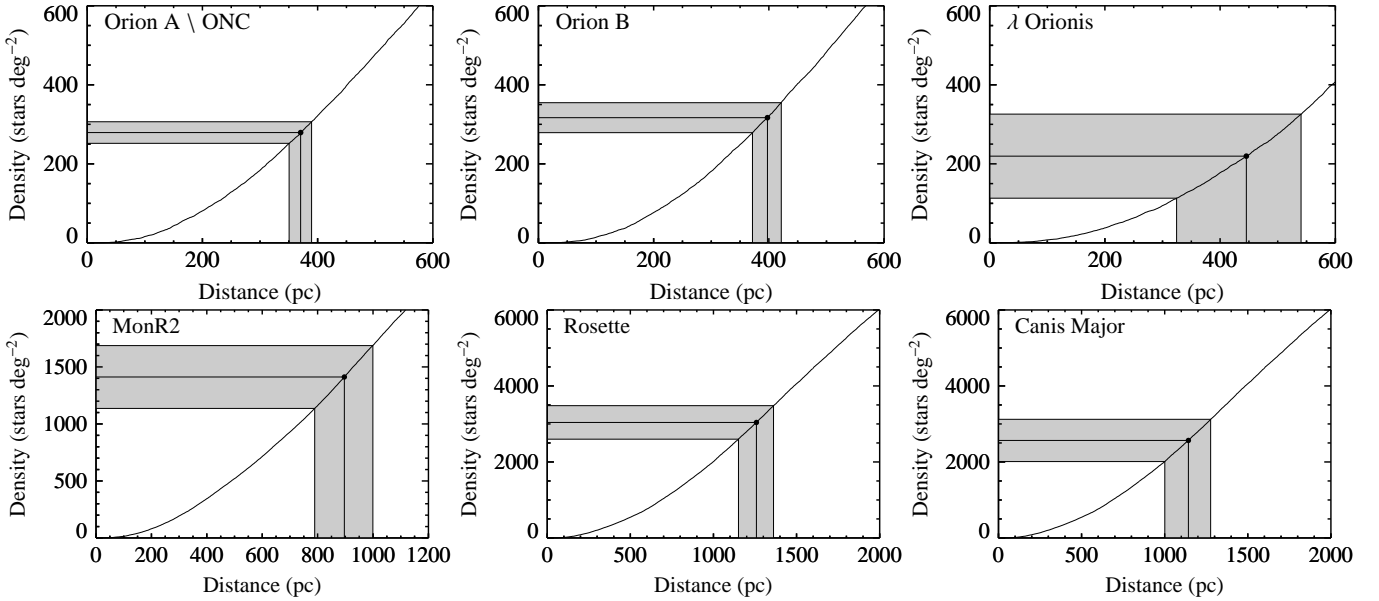 Orion A \ ONC
Density (stars deg⁻²)
600
400
200
0
0 200 400 600
Distance (pc)
Orion B
Density (stars deg⁻²)
600
400
200
0
0 200 400 600
Distance (pc)
λ Orionis
Density (stars deg⁻²)
600
400
200
0
0 200 400 600
Distance (pc)
MonR2
Density (stars deg⁻²)
2000
1500
1000
500
0
0 200 400 600 800 1000 1200
Distance (pc)
Rosette
Density (stars deg⁻²)
6000
4000
2000
0
0 500 1000 1500 2000
Distance (pc)
Canis Major
Density (stars deg⁻²)
6000
4000
2000
0
0 500 1000 1500 2000
Distance (pc)